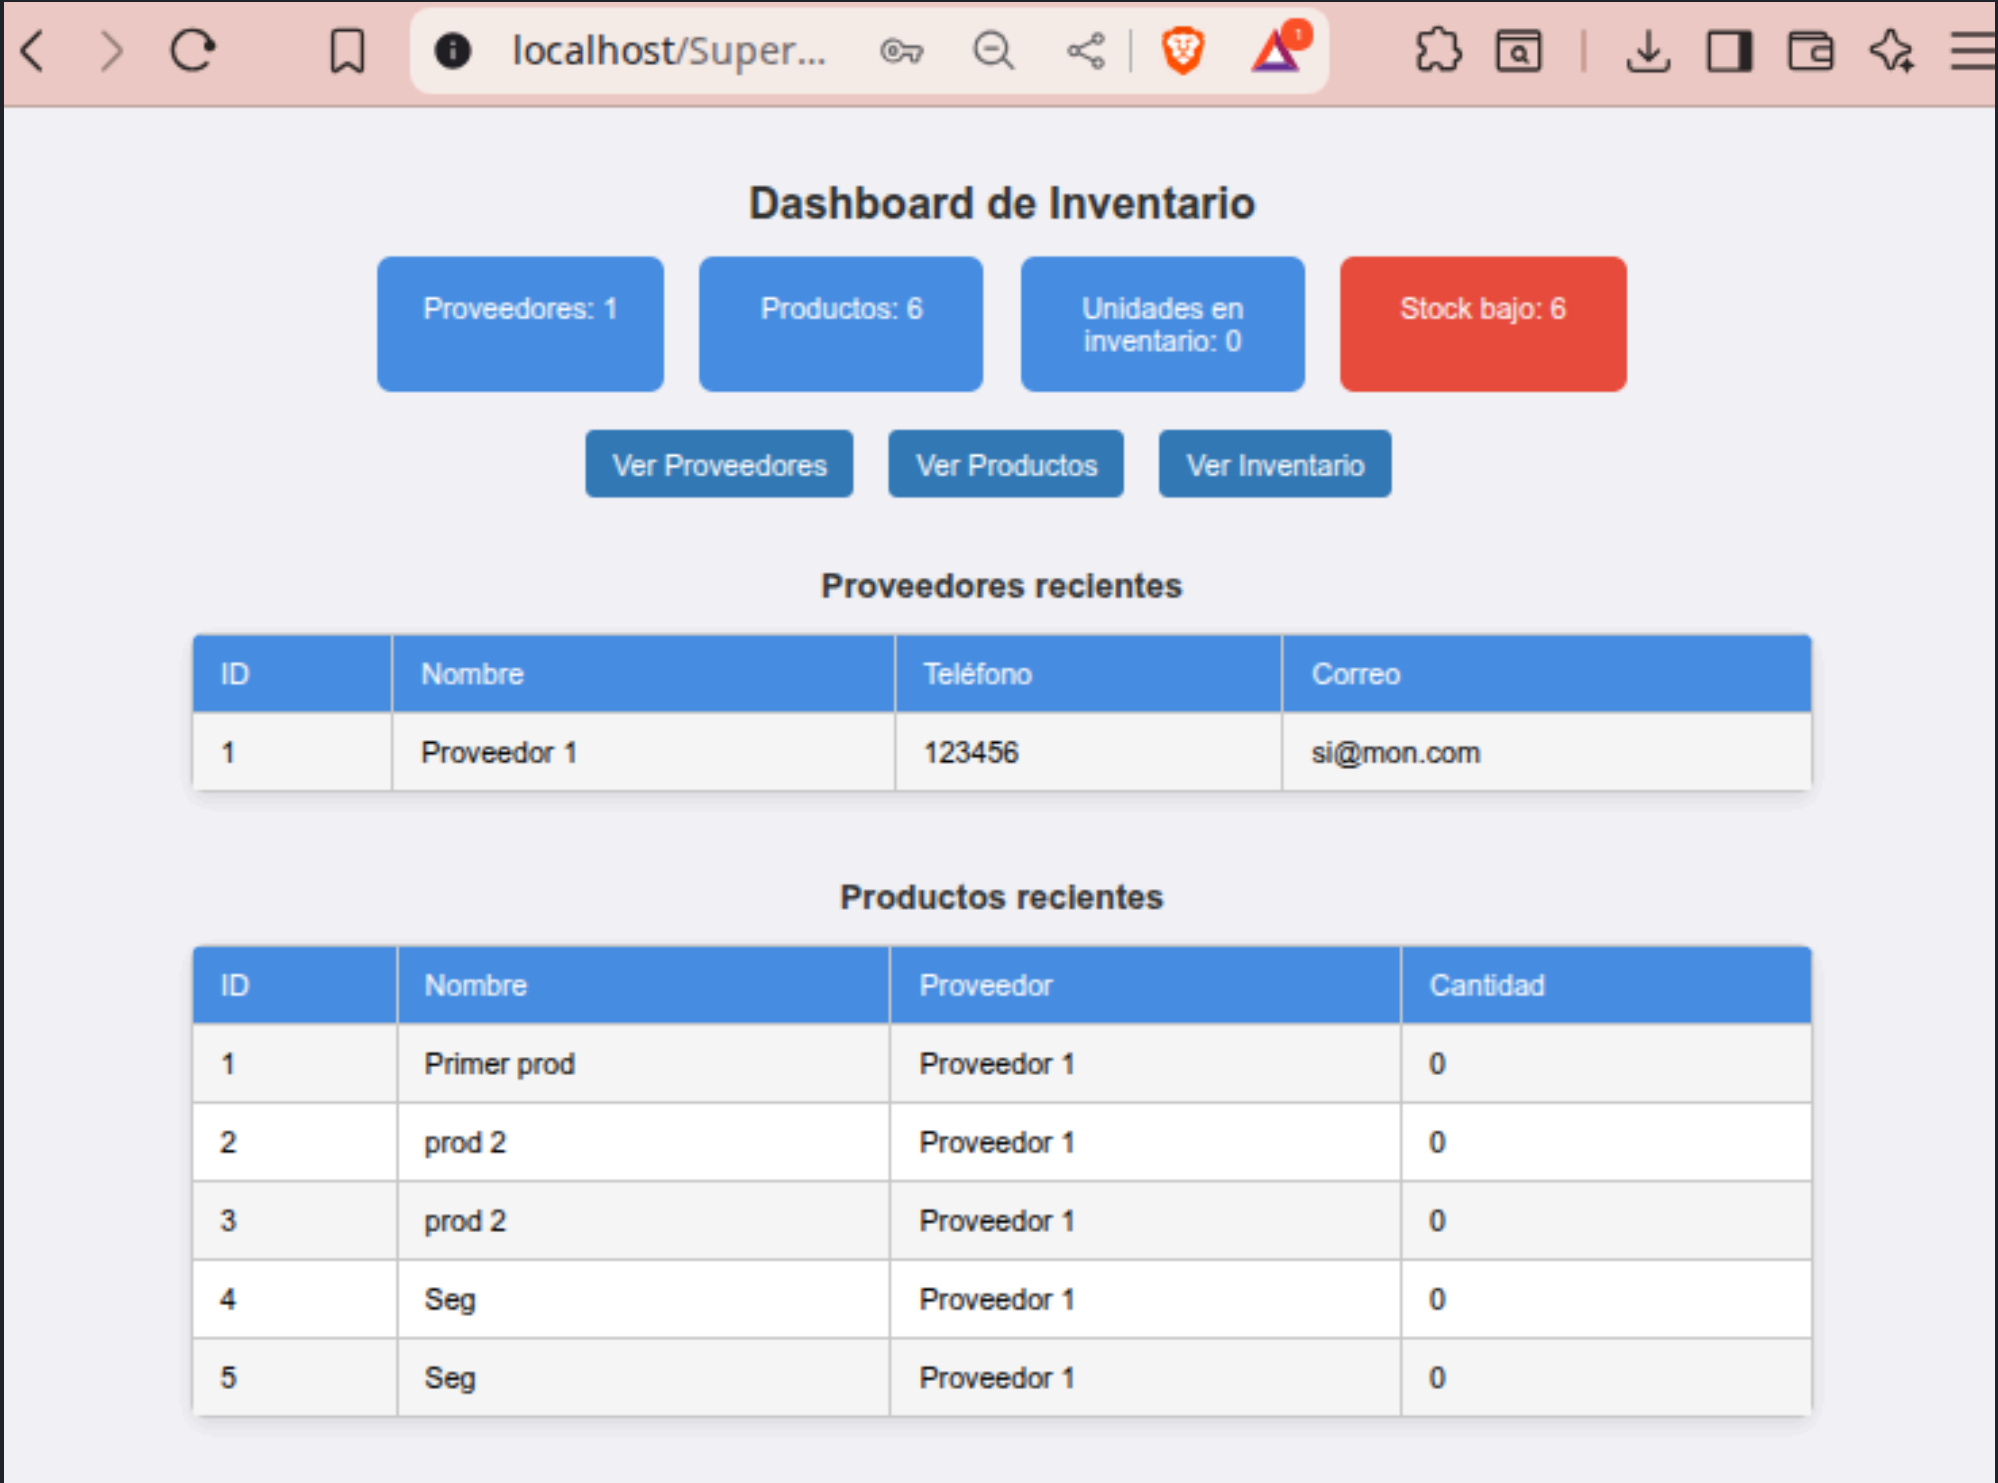 localhost/Super...
1
Dashboard de Inventario
Proveedores: 1
Productos: 6
Unidades en
inventario: 0
Stock bajo: 6
Ver Proveedores
Ver Productos
Ver Inventario
Proveedores recientes
ID Nombre Teléfono Correo
1 Proveedor 1 123456 si@mon.com
Productos recientes
ID Nombre Proveedor Cantidad
1 Primer prod Proveedor 1 0
2 prod 2 Proveedor 1 0
3 prod 2 Proveedor 1 0
4 Seg Proveedor 1 0
5 Seg Proveedor 1 0